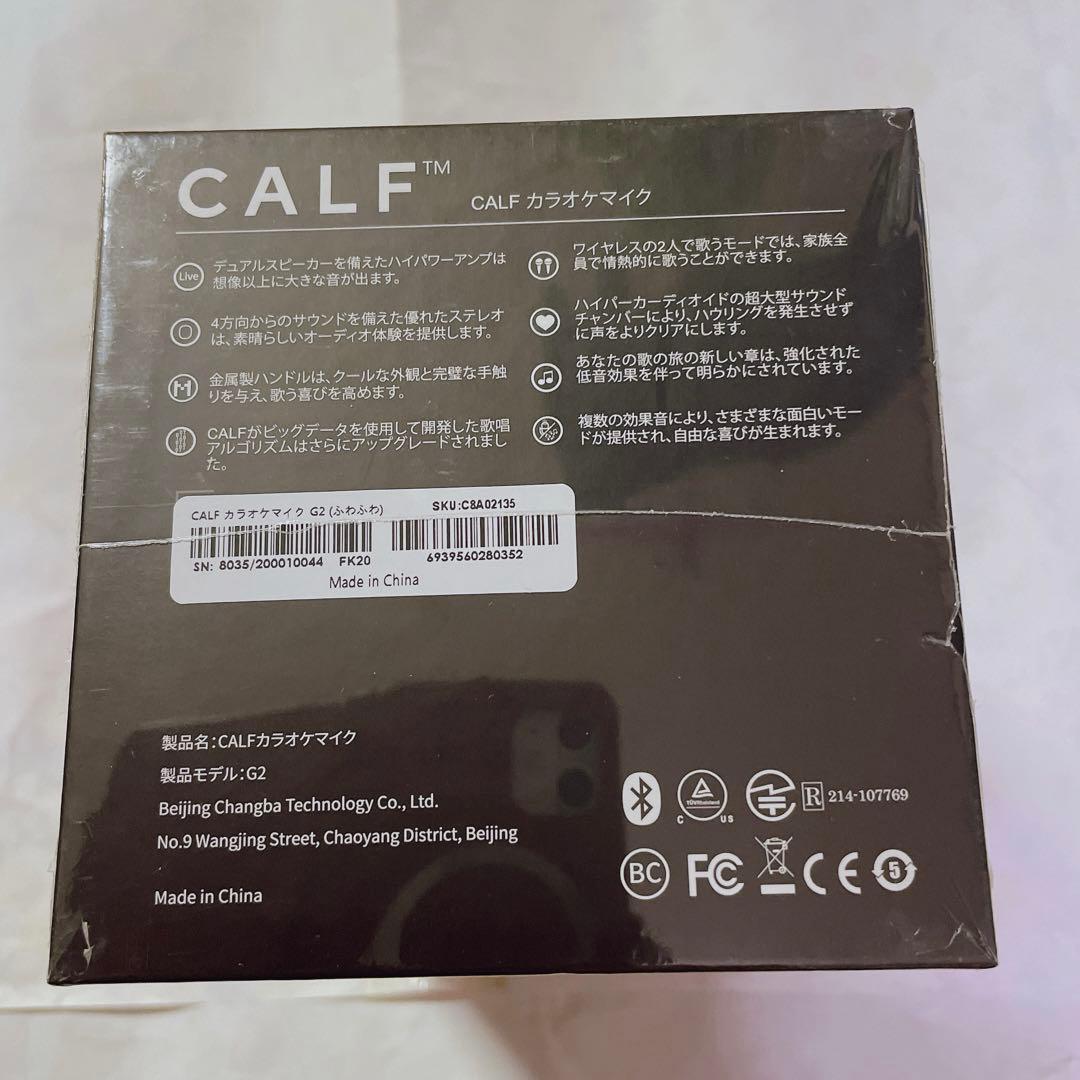 CALF™
CALF カラオケマイク
Live
デュアルスピーカーを備えたハイパワーアンプは
想像以上に大きな音が出ます。
4方向からのサウンドを備えた優れたステレオ
は、素晴らしいオーディオ体験を提供します。
金属製ハンドルは、クールな外観と完璧な手触
りを与え、歌う喜びを高めます。
CALFがビッグデータを使用して開発した歌唱
アルゴリズムはさらにアップグレードされまし
た。
ワイヤレスの2人で歌うモードでは、家族全
員で情熱的に歌うことができます。
ハイパーカーディオイドの超大型サウンド
チャンバーにより、ハウリングを発生させず
に声をよりクリアにします。
あなたの歌の旅の新しい章は、強化された
低音効果を伴って明らかにされています。
複数の効果音により、さまざまな面白いモー
ドが提供され、自由な喜びが生まれます。
CALF カラオケマイク G2 (ふわふわ)
SKU:C8A02135
SN: 8035/200010044 FK20
6939560280352
Made in China
製品名：CALFカラオケマイク
製品モデル：G2
Beijing Changba Technology Co., Ltd.
No.9 Wangjing Street, Chaoyang District, Beijing
Made in China
TÜVRheinland
C US
R 214-107769
BC FC CE 5